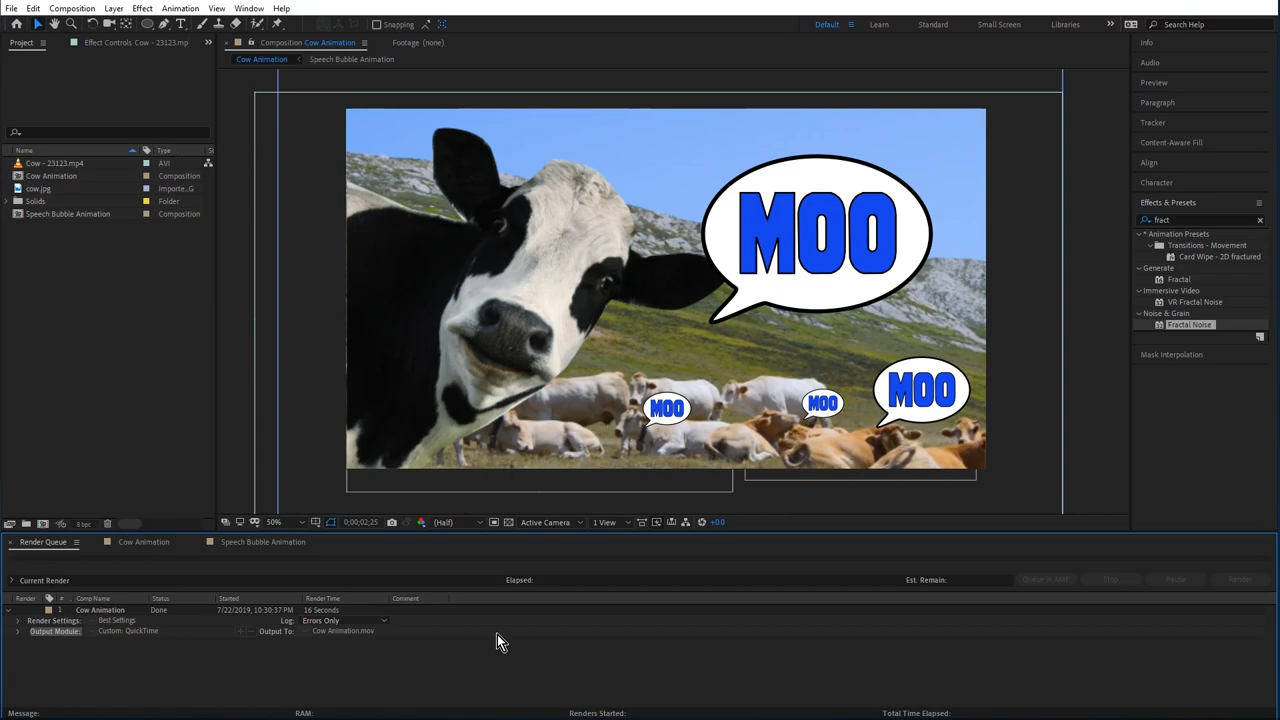 File Edit Composition Layer Effect Animation View Window Help
Snapping Default Learn Standard Small Screen Libraries Search Help
Project Effect Controls Cow - 23123.mp
Composition Cow Animation Footage (none)
Cow Animation Speech Bubble Animation
Name Type
Cow - 23123.mp4 AVI
Cow Animation Composition
cow.jpg Importe...G
Solids Folder
Speech Bubble Animation Composition
MOO
MOO
MOO
MOO
Info
Audio
Preview
Paragraph
Tracker
Content-Aware Fill
Align
Character
Effects & Presets
fract
* Animation Presets
Transitions - Movement
Card Wipe - 2D fractured
Generate
Fractal
Immersive Video
VR Fractal Noise
Noise & Grain
Fractal Noise
Mask Interpolation
8 bpc
50% 0;00;02;25 (Half) Active Camera 1 View +0.0
Render Queue Cow Animation Speech Bubble Animation
Current Render Elapsed: Est. Remain: Queue in AME Stop Pause Render
Render # Comp Name Status Started Render Time Comment
1 Cow Animation Done 7/22/2019, 10:30:37 PM 16 Seconds
Render Settings: Best Settings Log: Errors Only
Output Module: Custom: QuickTime Output To: Cow Animation.mov
Message: RAM: Renders Started: Total Time Elapsed: